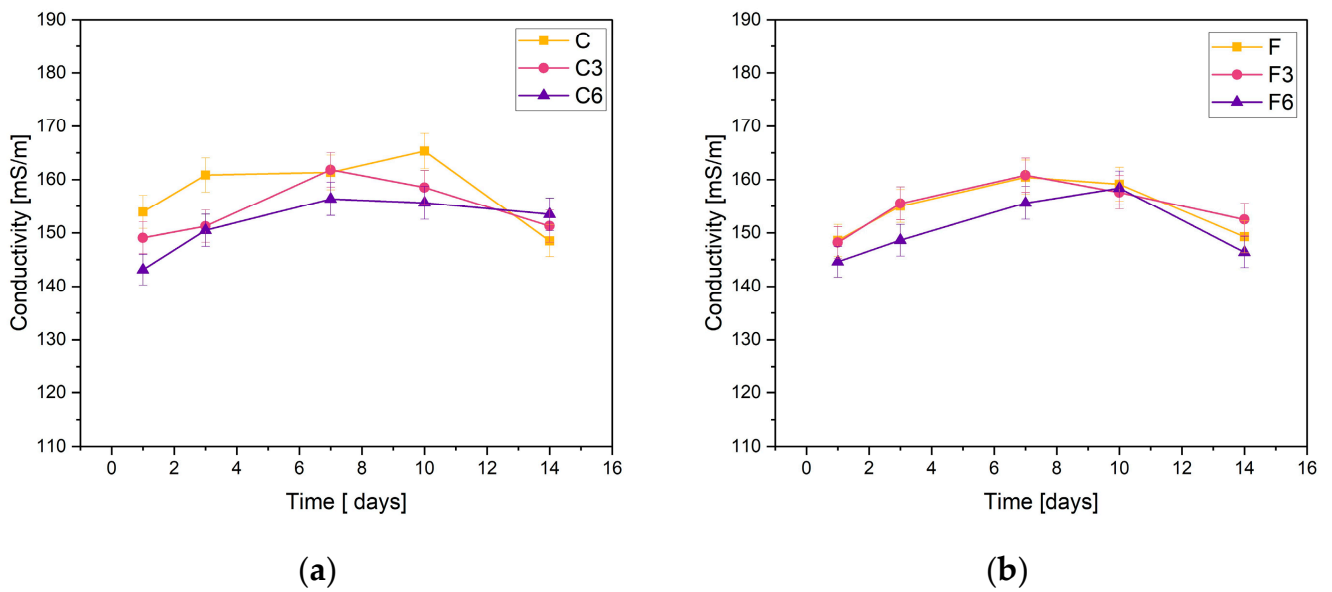 190
180
170
160
150
140
130
120
110
Conductivity [mS/m]
C
C3
C6
0 2 4 6 8 10 12 14 16
Time [ days]
(a)
190
180
170
160
150
140
130
120
110
Conductivity [mS/m]
F
F3
F6
0 2 4 6 8 10 12 14 16
Time [days]
(b)